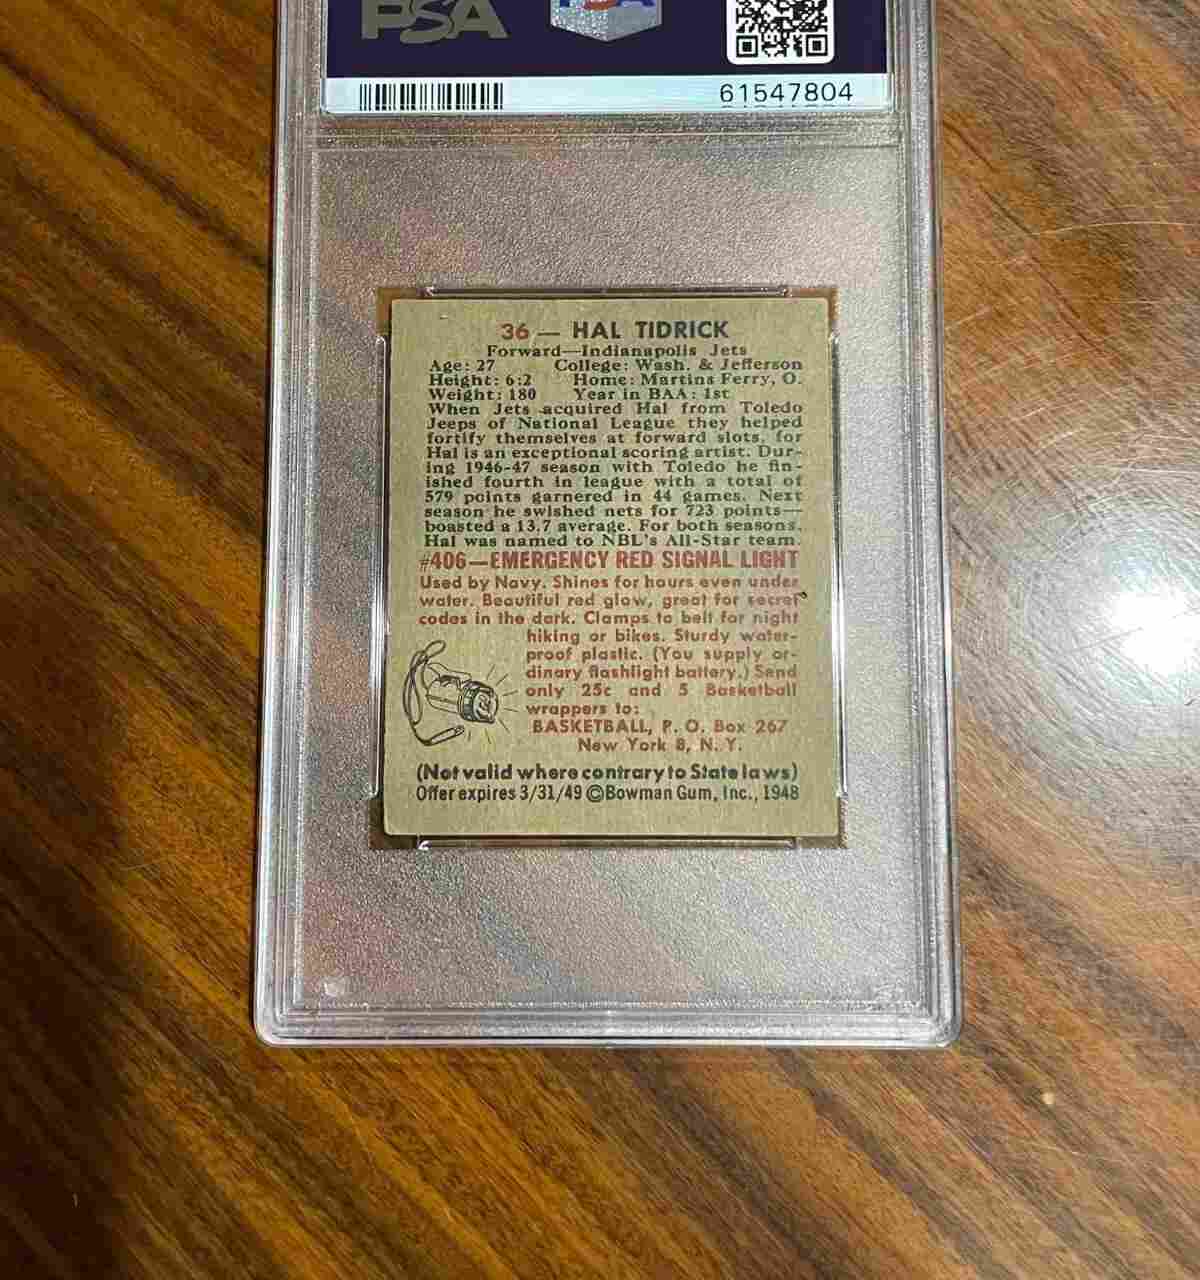 PSA
61547804
36 — HAL TIDRICK
Forward—Indianapolis Jets
Age: 27 College: Wash. & Jefferson
Height: 6:2 Home: Martins Ferry, O.
Weight: 180 Year in BAA: 1st
When Jets acquired Hal from Toledo
Jeeps of National League they helped
fortify themselves at forward slots, for
Hal is an exceptional scoring artist. Dur-
ing 1946-47 season with Toledo he fin-
ished fourth in league with a total of
579 points garnered in 44 games. Next
season he swished nets for 723 points—
boasted a 13.7 average. For both seasons,
Hal was named to NBL's All-Star team.
#406—EMERGENCY RED SIGNAL LIGHT
Used by Navy. Shines for hours even under
water. Beautiful red glow, great for secret
codes in the dark. Clamps to belt for night
hiking or bikes. Sturdy water-
proof plastic. (You supply or-
dinary flashlight battery.) Send
only 25c and 5 Basketball
wrappers to:
BASKETBALL, P. O. Box 267
New York 8, N. Y.
(Not valid where contrary to State laws)
Offer expires 3/31/49 ©Bowman Gum, Inc., 1948